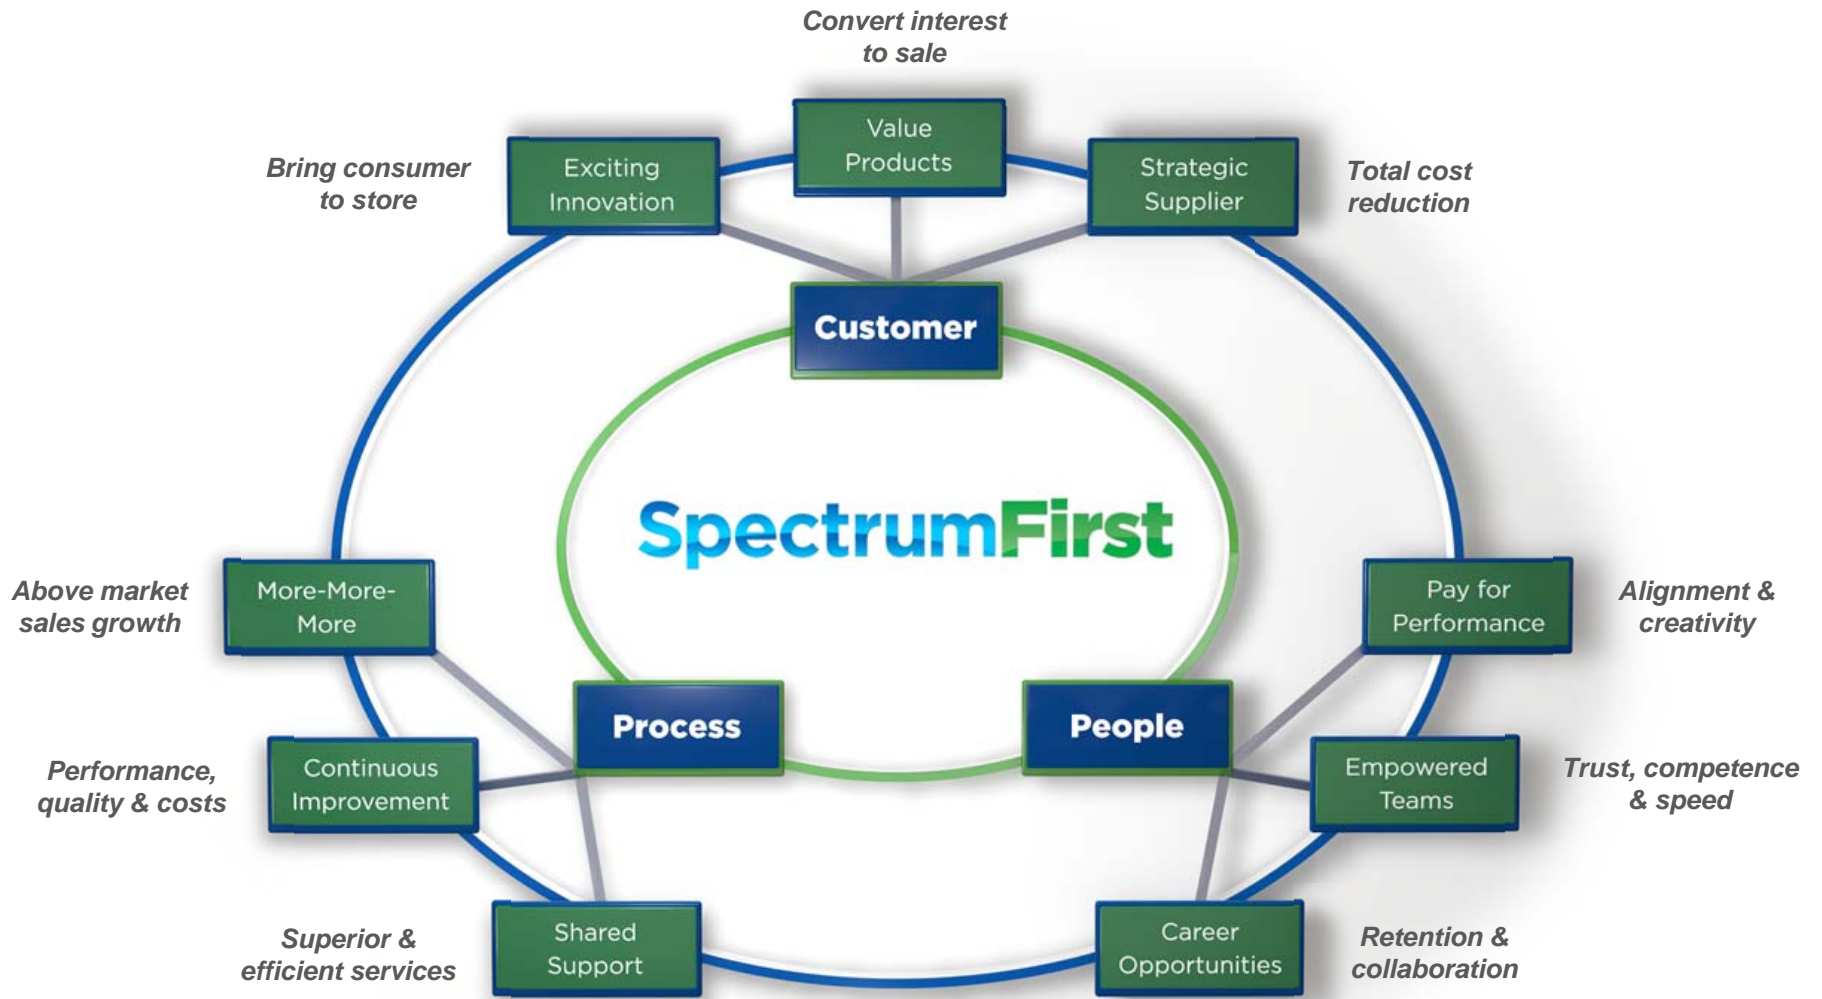 Convert interest
to sale
Value
Products
Exciting
Innovation
Strategic
Supplier
Bring consumer
to store
Total cost
reduction
Customer
SpectrumFirst
Above market
sales growth
More-More-
More
Pay for
Performance
Alignment &
creativity
Process
People
Performance,
quality & costs
Continuous
Improvement
Empowered
Teams
Trust, competence
& speed
Superior &
efficient services
Shared
Support
Career
Opportunities
Retention &
collaboration